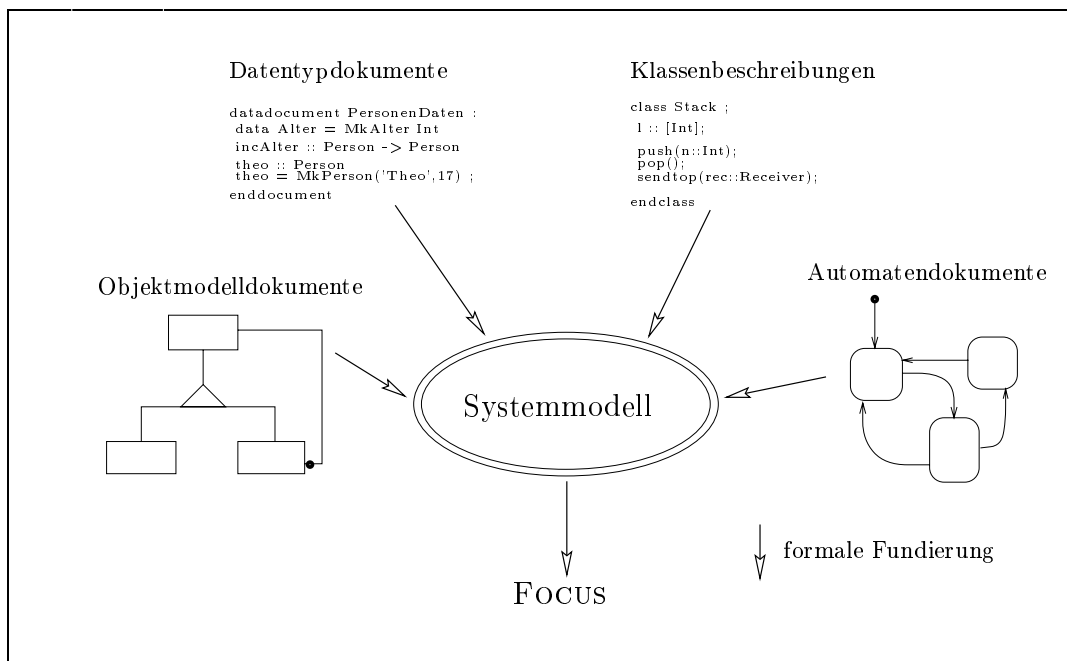 Datentypdokumente
datadocument PersonenDaten :
data Alter = MkAlter Int
incAlter :: Person -> Person
theo :: Person
theo = MkPerson('Theo',17) ;
enddocument
Klassenbeschreibungen
class Stack ;
l :: [Int];
push(n::Int);
pop();
sendtop(rec::Receiver);
endclass
Objektmodelldokumente
Automatendokumente
Systemmodell
formale Fundierung
FOCUS